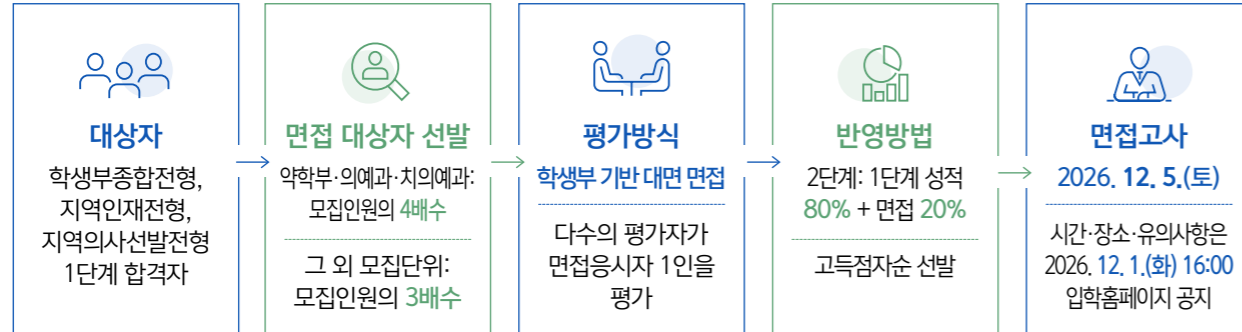 대상자
학생부종합전형,
지역인재전형,
지역의사선발전형
1단계 합격자
면접 대상자 선발
약학부·의예과·치의예과:
모집인원의 4배수
그 외 모집단위:
모집인원의 3배수
평가방식
학생부 기반 대면 면접
다수의 평가자가
면접응시자 1인을
평가
반영방법
2단계: 1단계 성적
80% + 면접 20%
고득점자순 선발
면접고사
2026. 12. 5.(토)
시간·장소·유의사항은
2026. 12. 1.(화) 16:00
입학홈페이지 공지